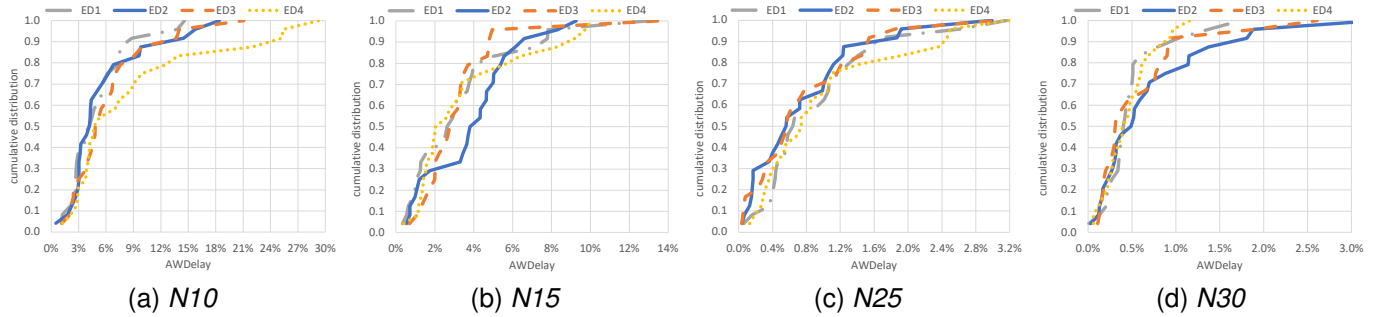 ED1 ED2 ED3 ED4
1.0
0.9
0.8
0.7
0.6
0.5
0.4
0.3
0.2
0.1
0.0
cumulative distribution
0% 3% 6% 9% 12% 15% 18% 21% 24% 27% 30%
AWDelay
(a) N10
ED1 ED2 ED3 ED4
1.0
0.9
0.8
0.7
0.6
0.5
0.4
0.3
0.2
0.1
0.0
cumulative distribution
0% 2% 4% 6% 8% 10% 12% 14%
AWDelay
(b) N15
ED1 ED2 ED3 ED4
1.0
0.9
0.8
0.7
0.6
0.5
0.4
0.3
0.2
0.1
0.0
cumulative distribution
0.0% 0.4% 0.8% 1.2% 1.6% 2.0% 2.4% 2.8% 3.2%
AWDelay
(c) N25
ED1 ED2 ED3 ED4
1.0
0.9
0.8
0.7
0.6
0.5
0.4
0.3
0.2
0.1
0.0
cumulative distribution
0.0% 0.5% 1.0% 1.5% 2.0% 2.5% 3.0%
AWDelay
(d) N30